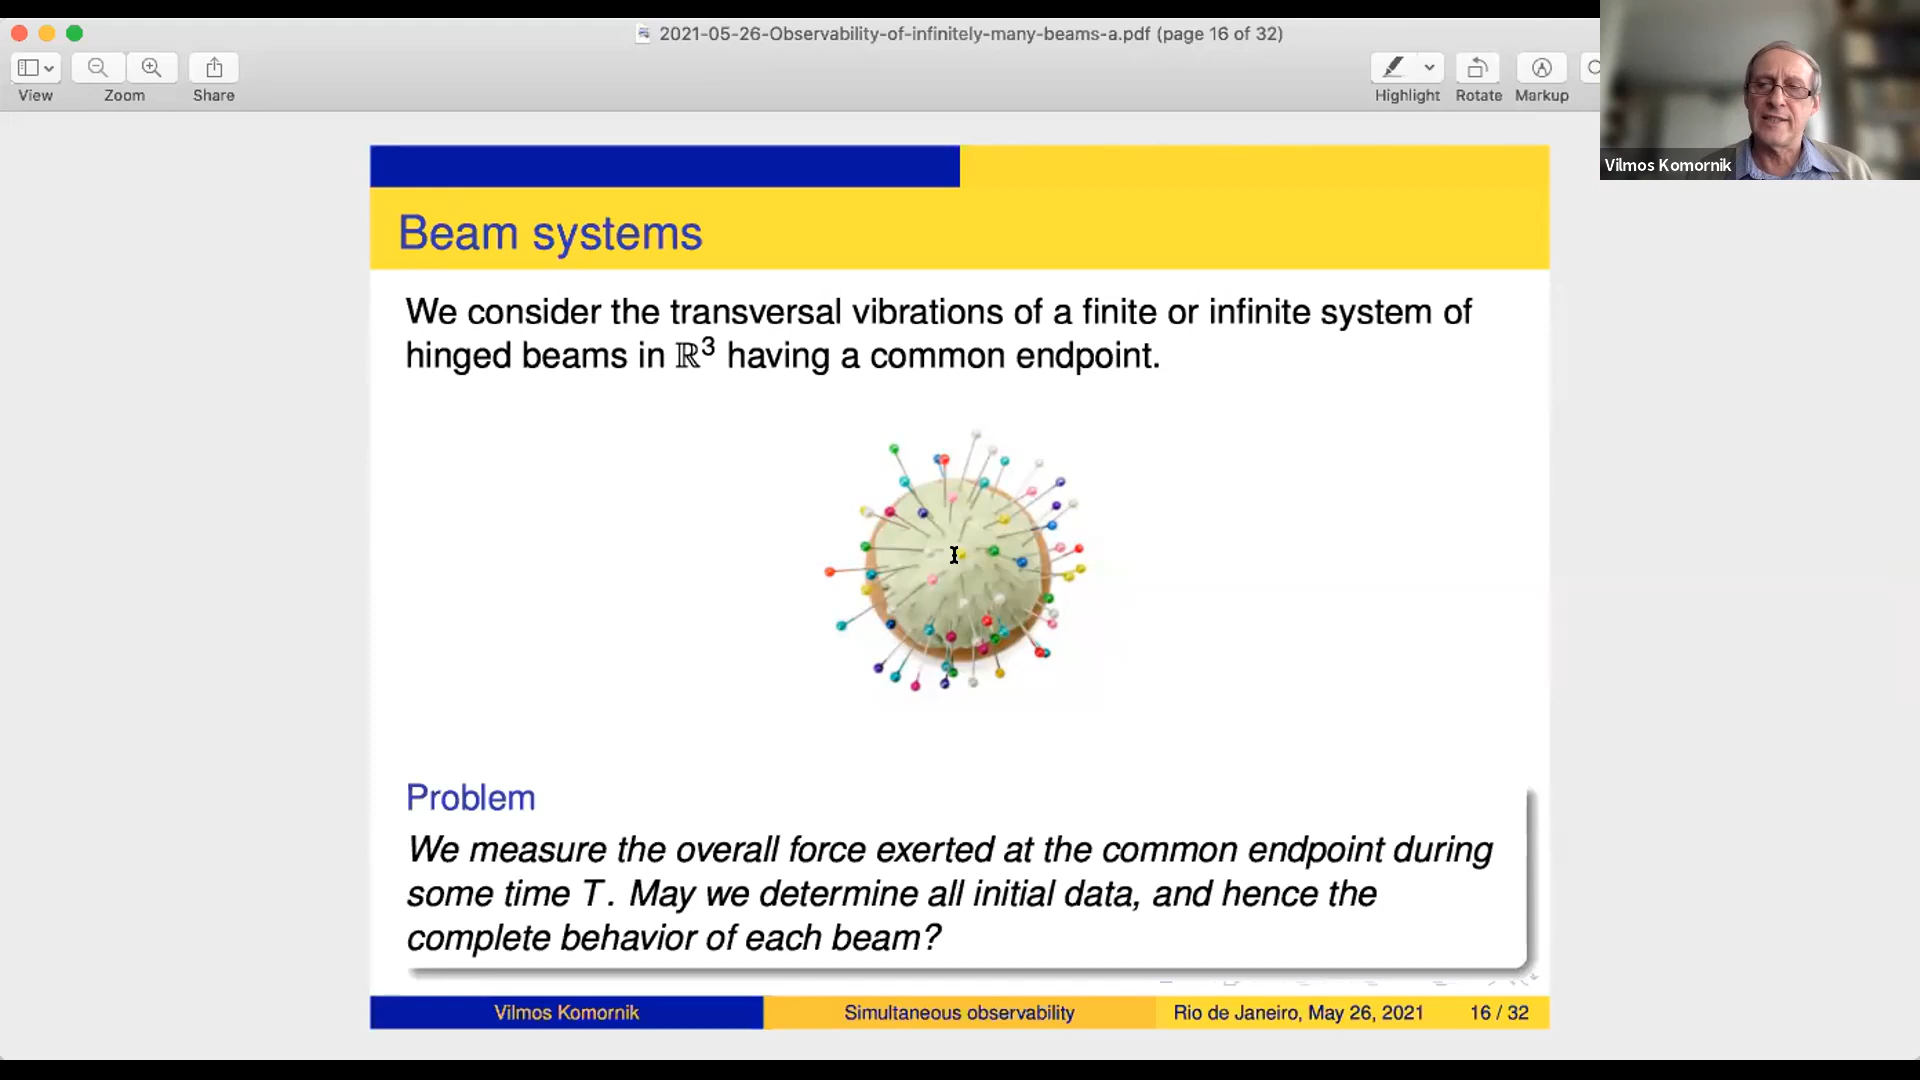 2021-05-26-Observability-of-infinitely-many-beams-a.pdf (page 16 of 32)
View
Zoom
Share
Highlight
Rotate
Markup
Vilmos Komornik
Beam systems
We consider the transversal vibrations of a finite or infinite system of
hinged beams in ℝ³ having a common endpoint.
Problem
We measure the overall force exerted at the common endpoint during
some time T. May we determine all initial data, and hence the
complete behavior of each beam?
Vilmos Komornik
Simultaneous observability
Rio de Janeiro, May 26, 2021
16 / 32